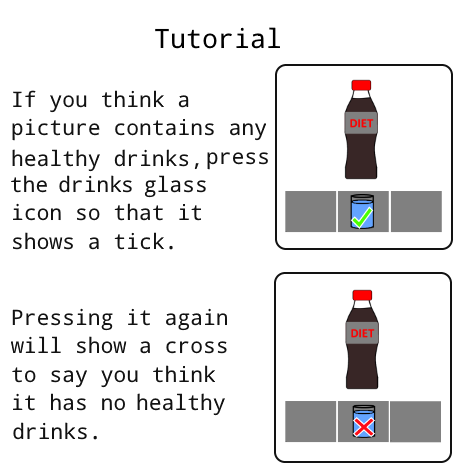 Tutorial
If you think a
picture contains any
healthy drinks, press
the drinks glass
icon so that it
shows a tick.
DIET
Pressing it again
will show a cross
to say you think
it has no healthy
drinks.
DIET